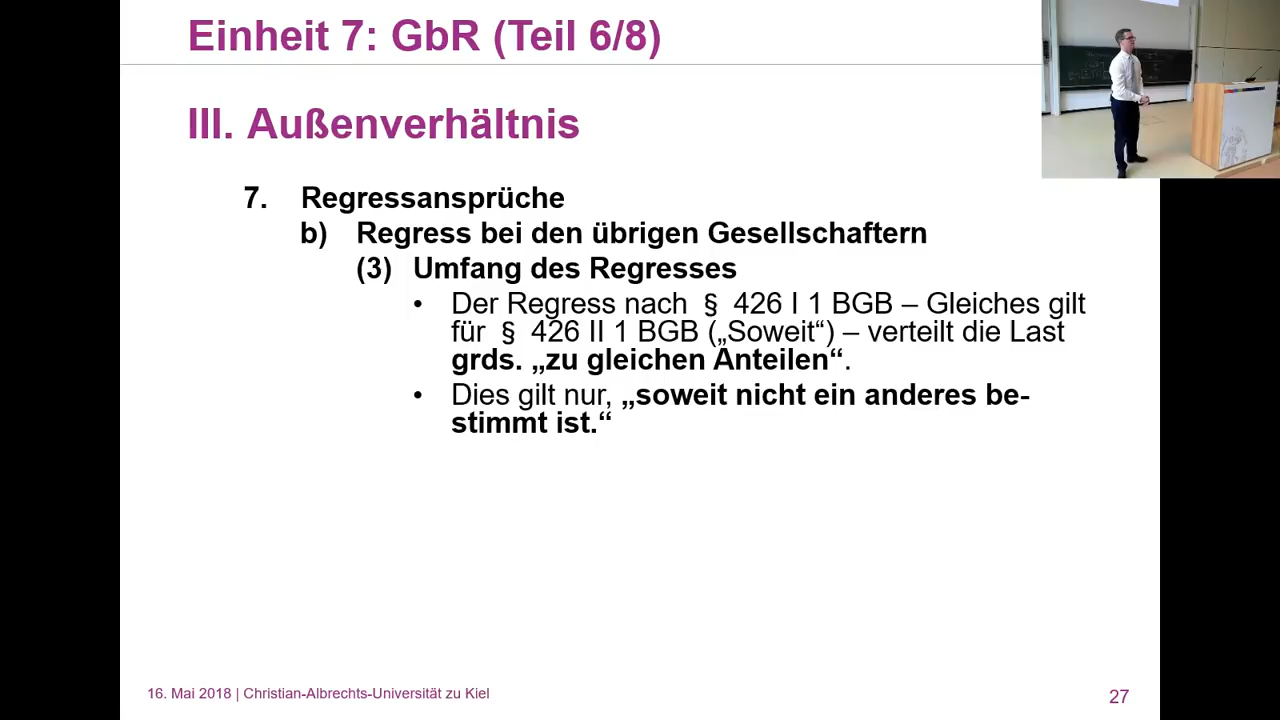 Einheit 7: GbR (Teil 6/8)
III. Außenverhältnis
7. Regressansprüche
b) Regress bei den übrigen Gesellschaftern
(3) Umfang des Regresses
• Der Regress nach § 426 I 1 BGB – Gleiches gilt
für § 426 II 1 BGB („Soweit“) – verteilt die Last
grds. „zu gleichen Anteilen“.
• Dies gilt nur, „soweit nicht ein anderes be-
stimmt ist.“
16. Mai 2018 | Christian-Albrechts-Universität zu Kiel
27